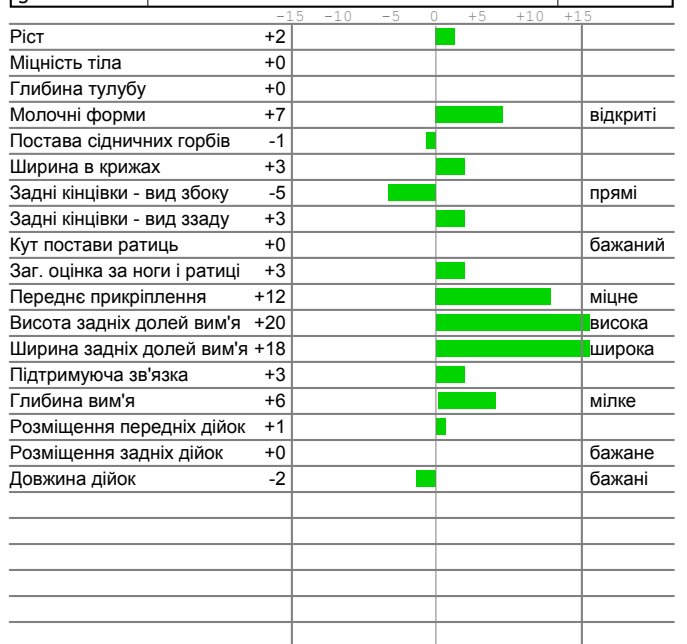 -15 -10 -5 0 +5 +10 +15
Ріст +2
Міцність тіла +0
Глибина тулубу +0
Молочні форми +7 відкриті
Постава сідничних горбів -1
Ширина в крижах +3
Задні кінцівки - вид збоку -5 прямі
Задні кінцівки - вид ззаду +3
Кут постави ратиць +0 бажаний
Заг. оцінка за ноги і ратиці +3
Переднє прикріплення +12 міцне
Висота задніх долей вим'я +20 висока
Ширина задніх долей вим'я +18 широка
Підтримуюча зв'язка +3
Глибина вим'я +6 мілке
Розміщення передніх дійок +1
Розміщення задніх дійок +0 бажане
Довжина дійок -2 бажані